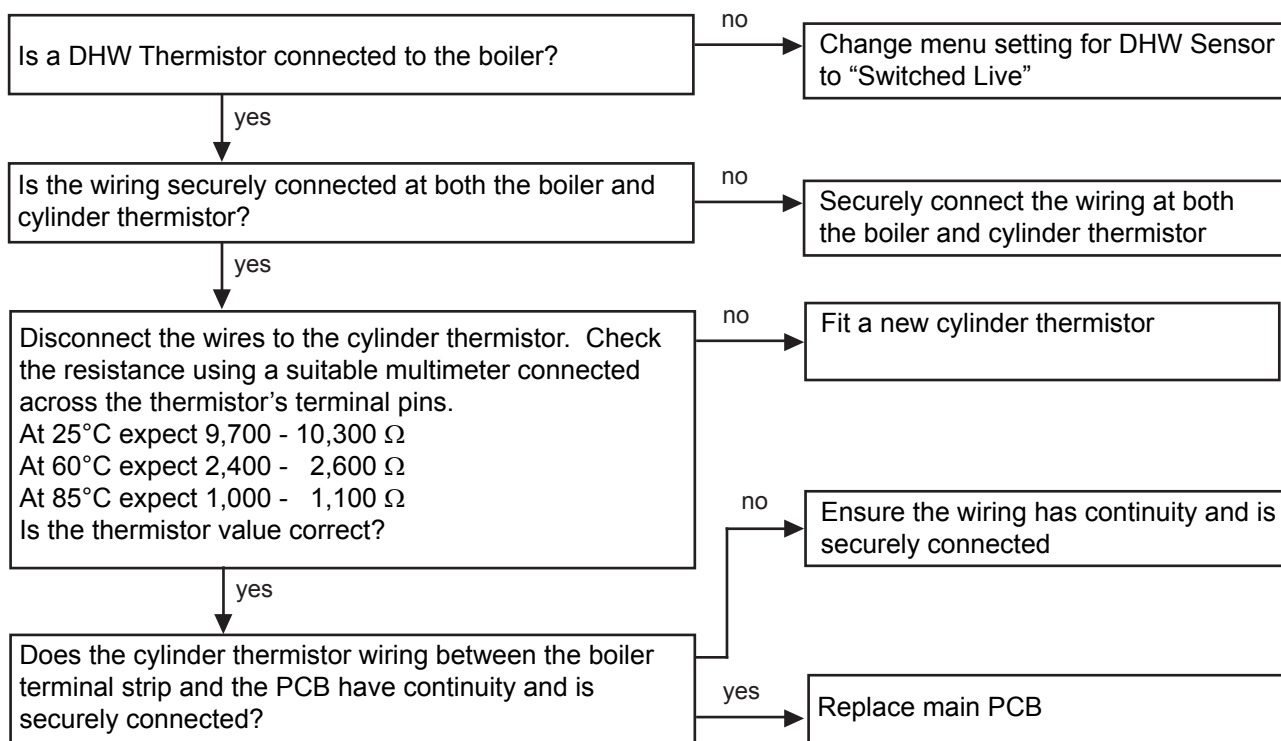 Is a DHW Thermistor connected to the boiler?
no
Change menu setting for DHW Sensor
to “Switched Live”
yes
Is the wiring securely connected at both the boiler and
cylinder thermistor?
no
Securely connect the wiring at both
the boiler and cylinder thermistor
yes
Disconnect the wires to the cylinder thermistor.  Check
the resistance using a suitable multimeter connected
across the thermistor’s terminal pins.
At 25°C expect 9,700 - 10,300 Ω
At 60°C expect 2,400 -   2,600 Ω
At 85°C expect 1,000 -   1,100 Ω
Is the thermistor value correct?
no
Fit a new cylinder thermistor
yes
Does the cylinder thermistor wiring between the boiler
terminal strip and the PCB have continuity and is
securely connected?
no
Ensure the wiring has continuity and is
securely connected
yes
Replace main PCB